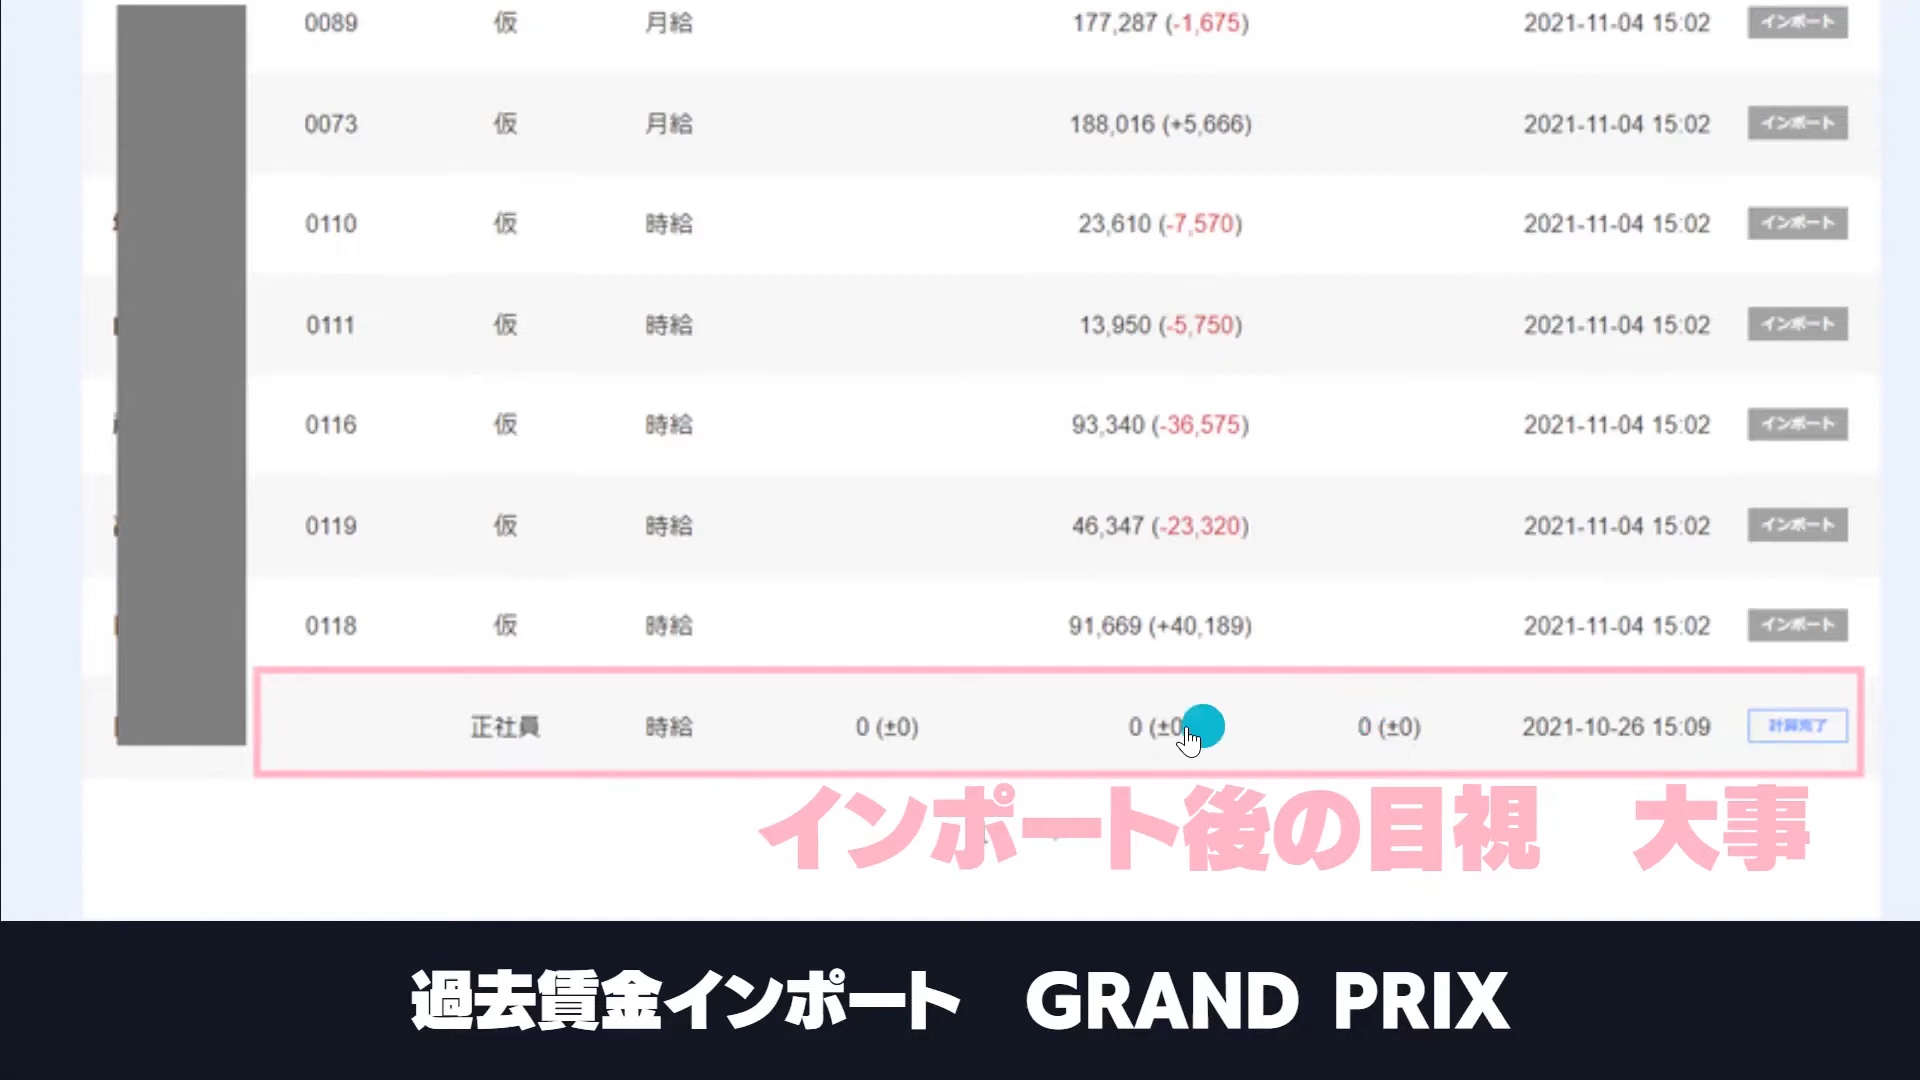 0089 仮 月給 177,287 (-1,675) 2021-11-04 15:02 インポート
0073 仮 月給 188,016 (+5,666) 2021-11-04 15:02 インポート
0110 仮 時給 23,610 (-7,570) 2021-11-04 15:02 インポート
0111 仮 時給 13,950 (-5,750) 2021-11-04 15:02 インポート
0116 仮 時給 93,340 (-36,575) 2021-11-04 15:02 インポート
0119 仮 時給 46,347 (-23,320) 2021-11-04 15:02 インポート
0118 仮 時給 91,669 (+40,189) 2021-11-04 15:02 インポート
正社員 時給 0 (±0) 0 (±0 0 (±0) 2021-10-26 15:09 計算完了
インポート後の目視 大事
過去賃金インポート GRAND PRIX